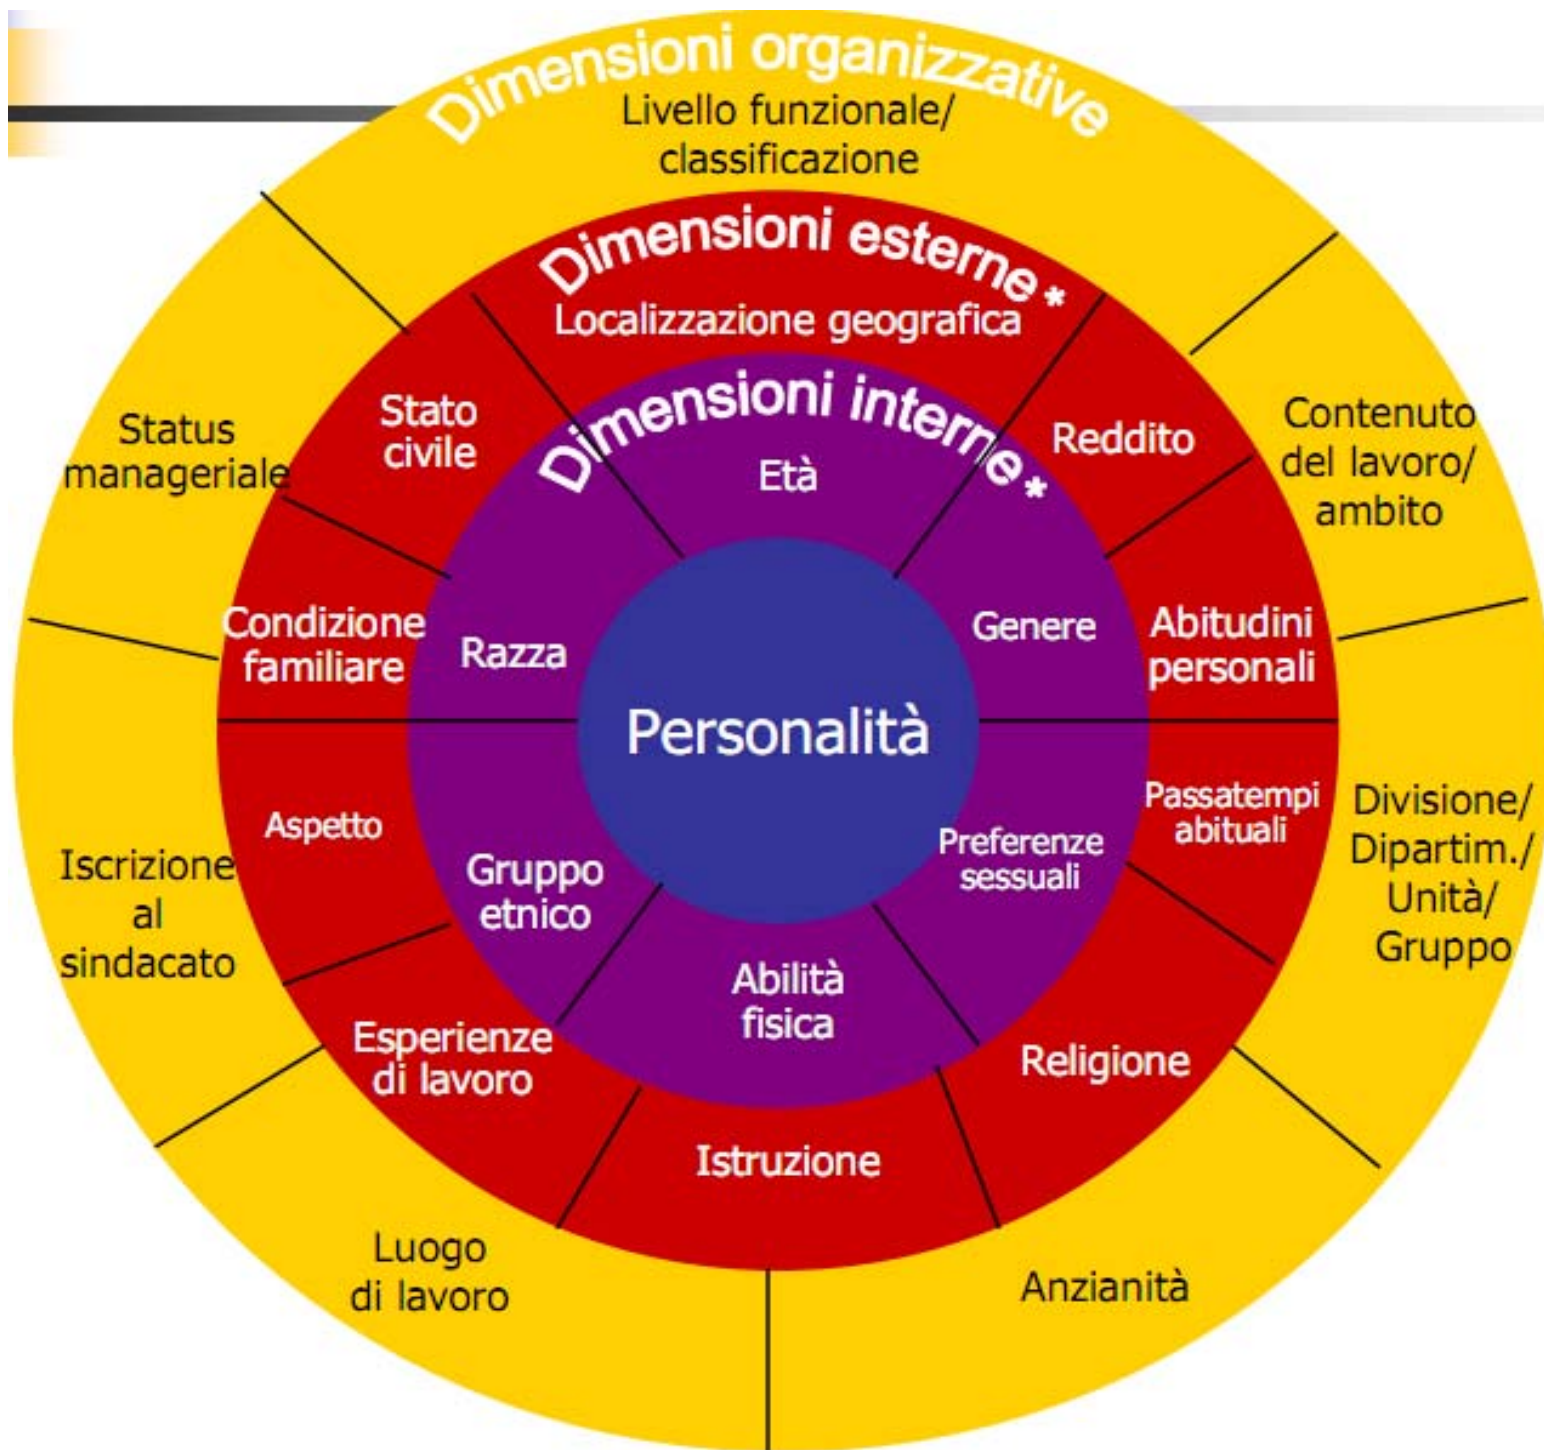 Dimensioni organizzative
Livello funzionale/
classificazione
Dimensioni esterne*
Localizzazione geografica
Dimensioni interne*
Età
Stato
civile
Reddito
Status
manageriale
Contenuto
del lavoro/
ambito
Condizione
familiare
Razza
Genere
Abitudini
personali
Personalità
Aspetto
Passatempi
abituali
Iscrizione
al
sindacato
Gruppo
etnico
Preferenze
sessuali
Divisione/
Dipartim./
Unità/
Gruppo
Abilità
fisica
Esperienze
di lavoro
Religione
Istruzione
Luogo
di lavoro
Anzianità